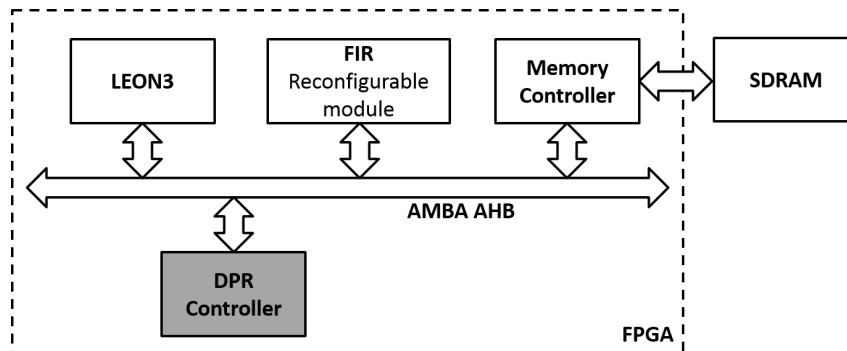 LEON3
FIR
Reconfigurable
module
Memory
Controller
SDRAM
AMBA AHB
DPR
Controller
FPGA